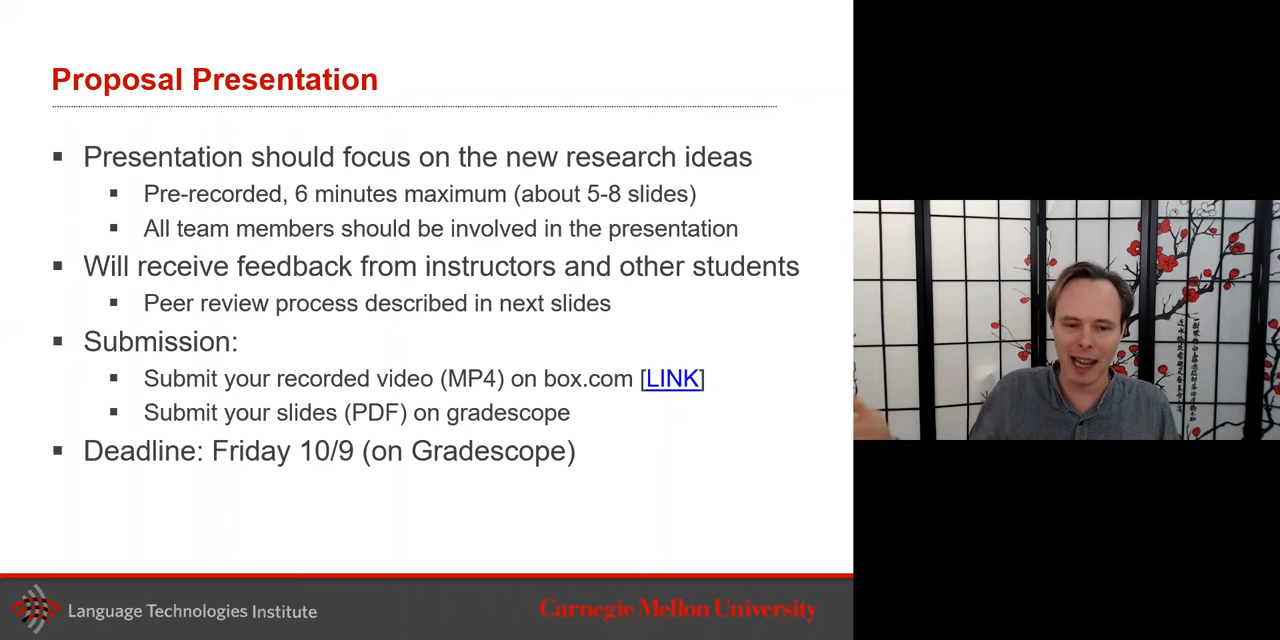 Proposal Presentation
▪ Presentation should focus on the new research ideas
▪ Pre-recorded, 6 minutes maximum (about 5-8 slides)
▪ All team members should be involved in the presentation
▪ Will receive feedback from instructors and other students
▪ Peer review process described in next slides
▪ Submission:
▪ Submit your recorded video (MP4) on box.com [LINK]
▪ Submit your slides (PDF) on gradescope
▪ Deadline: Friday 10/9 (on Gradescope)
Language Technologies Institute
Carnegie Mellon University